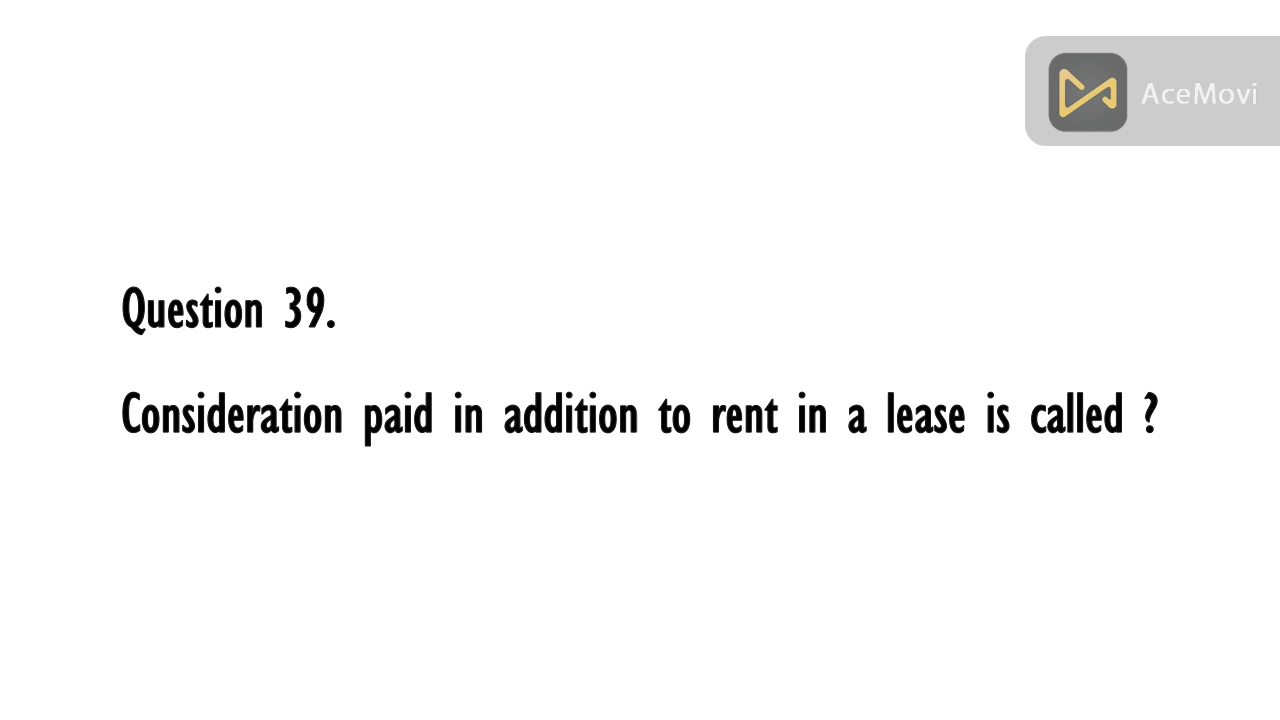 AceMovi
Question 39.
Consideration paid in addition to rent in a lease is called ?